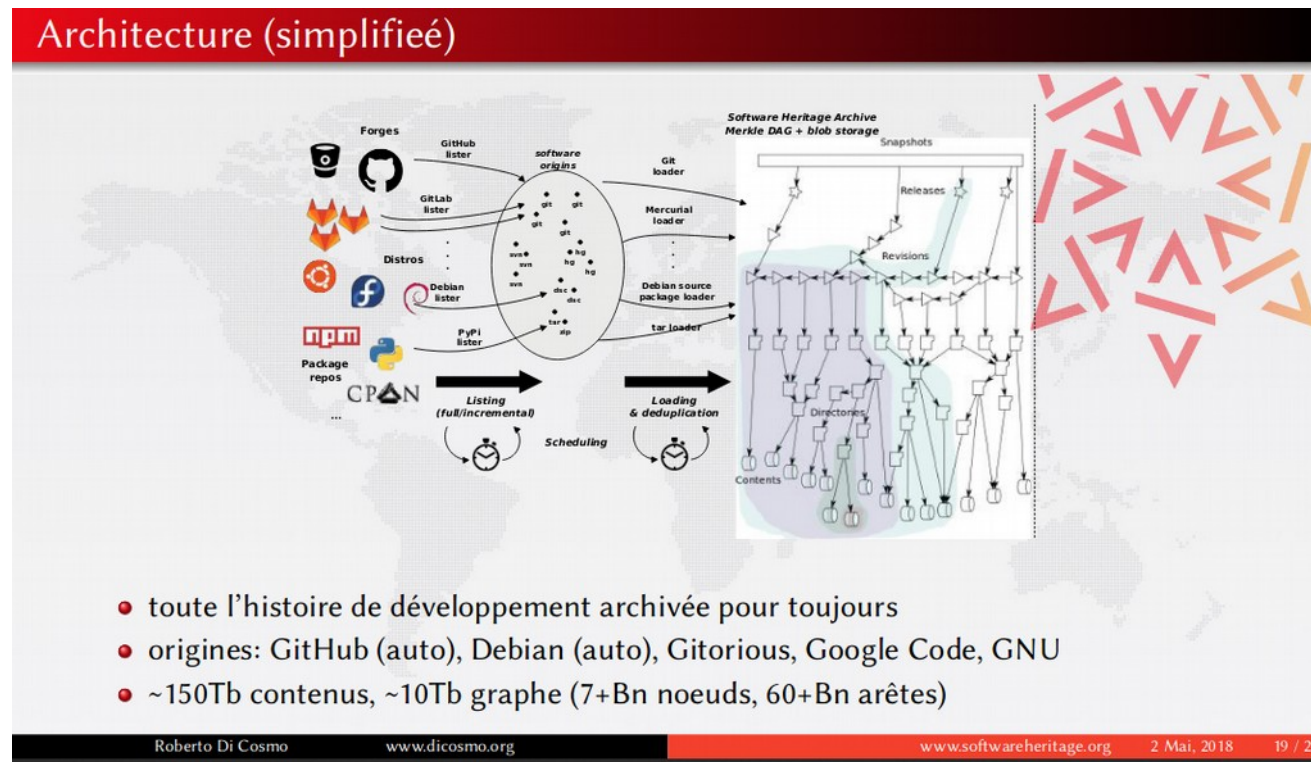 Architecture (simplifieé)
Forges
GitHub
lister
GitLab
lister
.
.
.
Distros
Debian
lister
npm
PyPi
lister
Package
repos
CPAN
...
software
origins
git
git
git
git
svn
svn
svn
hg
hg
hg
dsc
dsc
tar
zip
Git
loader
Mercurial
loader
.
.
.
Debian source
package loader
tar loader
Listing
(full/incremental)
Loading
& deduplication
Scheduling
Software Heritage Archive
Merkle DAG + blob storage
Snapshots
Releases
Revisions
Directories
Contents
toute l'histoire de développement archivée pour toujours
origines: GitHub (auto), Debian (auto), Gitorious, Google Code, GNU
~150Tb contenus, ~10Tb graphe (7+Bn noeuds, 60+Bn arêtes)
Roberto Di Cosmo www.dicosmo.org www.softwareheritage.org 2 Mai, 2018 19 / 2